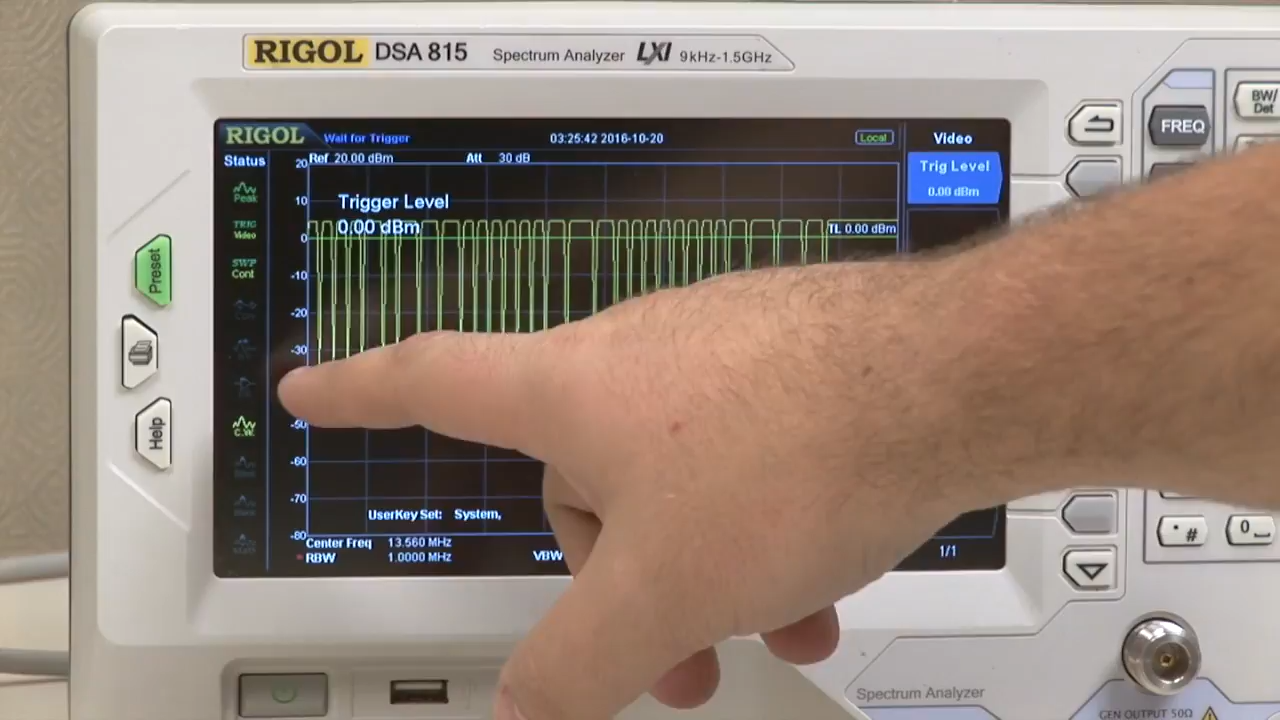 RIGOL DSA 815 Spectrum Analyzer LXI 9kHz-1.5GHz
BW/
Det
FREQ
RIGOL Wait for Trigger 03:25:42 2016-10-20 Local Video
Status 20 Ref 20.00 dBm Att 30 dB Trig Level
0.00 dBm
Peak
10 Trigger Level
TRIG
Video
0 0.00 dBm TL 0.00 dBm
SWP
Cont
-10
Preset
-20
-30
-50
C.W.
Help
-60
-70
UserKey Set: System,
-80
Center Freq 13.560 MHz
RBW 1.0000 MHz VBW 1/1
. # 0
Spectrum Analyzer
GEN OUTPUT 50Ω